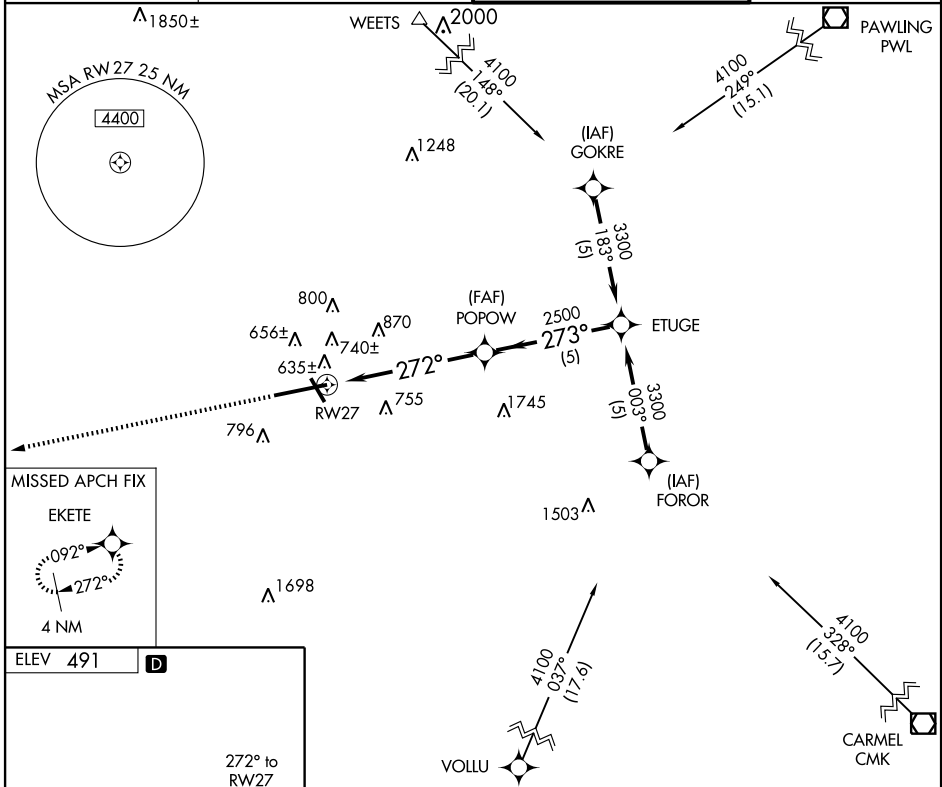 1850±
WEETS
2000
PAWLING
PWL
MSA RW27 25 NM
4400
4100
148°
(20.1)
4100
249°
(15.1)
1248
(IAF)
GOKRE
3300
183°
(5)
800
656±
740±
870
635±
(FAF)
POPOW
2500
273°
(5)
ETUGE
272°
RW27
755
1745
796
3300
003°
(5)
(IAF)
FOROR
MISSED APCH FIX
EKETE
092°
272°
4 NM
1503
1698
4100
037°
(17.6)
4100
328°
(15.7)
ELEV 491
D
272° to
RW27
VOLLU
CARMEL
CMK